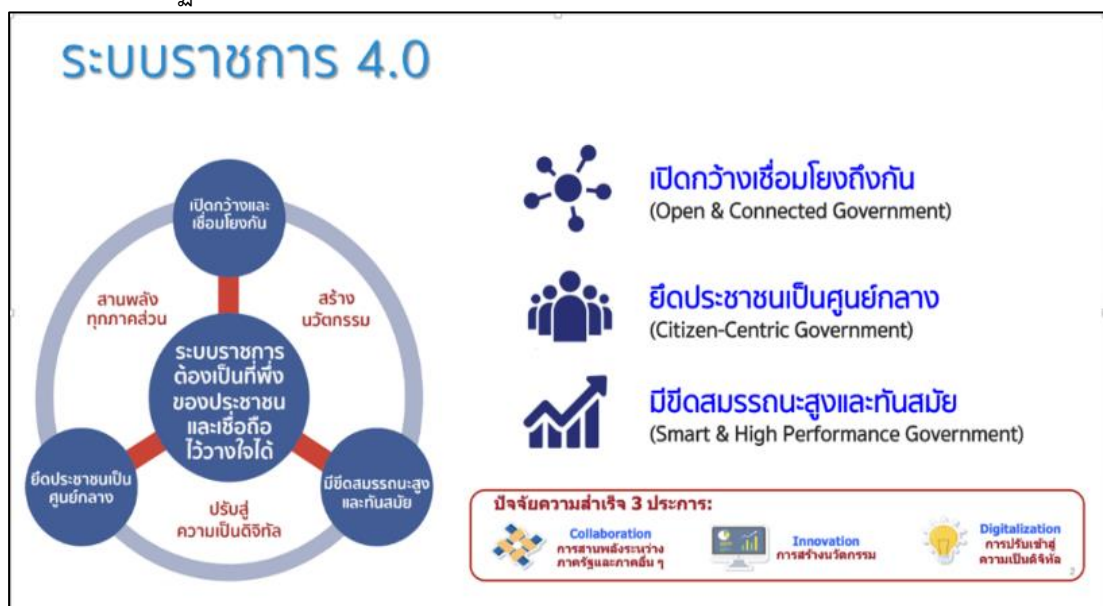 ระบบราชการ 4.0
เปิดกว้างและ
เชื่อมโยงกัน
สานพลัง
ทุกภาคส่วน
สร้าง
นวัตกรรม
ระบบราชการ
ต้องเป็นที่พึ่ง
ของประชาชน
และเชื่อถือ
ไว้วางใจได้
ยึดประชาชนเป็น
ศูนย์กลาง
มีขีดสมรรถนะสูง
และทันสมัย
ปรับสู่
ความเป็นดิจิทัล
เปิดกว้างเชื่อมโยงถึงกัน
(Open & Connected Government)
ยึดประชาชนเป็นศูนย์กลาง
(Citizen-Centric Government)
มีขีดสมรรถนะสูงและทันสมัย
(Smart & High Performance Government)
ปัจจัยความสำเร็จ 3 ประการ:
Collaboration
การสานพลังระหว่าง
ภาครัฐและภาคอื่น ๆ
Innovation
การสร้างนวัตกรรม
Digitalization
การปรับเข้าสู่
ความเป็นดิจิทัล
2